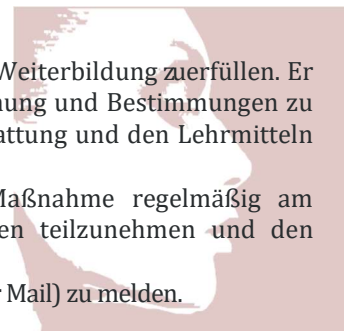 Weiterbildung zuerfüllen. Er
nung und Bestimmungen zu
attung und den Lehrmitteln
Maßnahme regelmäßig am
en teilzunehmen und den
r Mail) zu melden.